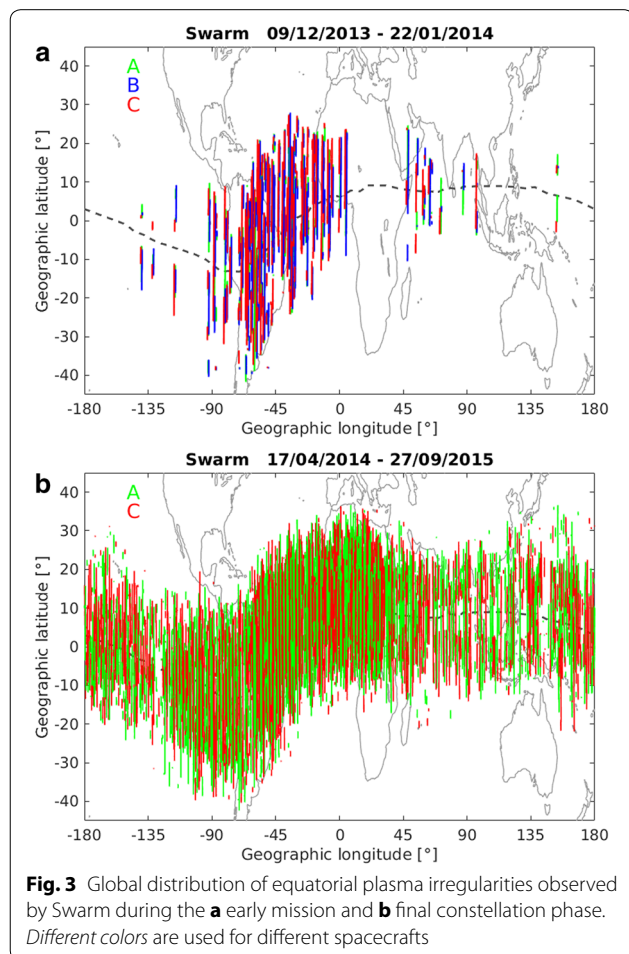 Swarm 09/12/2013 - 22/01/2014
a
A
B
C
Geographic latitude [°]
40
30
20
10
0
-10
-20
-30
-40
-180 -135 -90 -45 0 45 90 135 180
Geographic longitude [°]
Swarm 17/04/2014 - 27/09/2015
b
A
C
Geographic latitude [°]
40
30
20
10
0
-10
-20
-30
-40
-180 -135 -90 -45 0 45 90 135 180
Geographic longitude [°]
Fig. 3 Global distribution of equatorial plasma irregularities observed
by Swarm during the a early mission and b final constellation phase.
Different colors are used for different spacecrafts